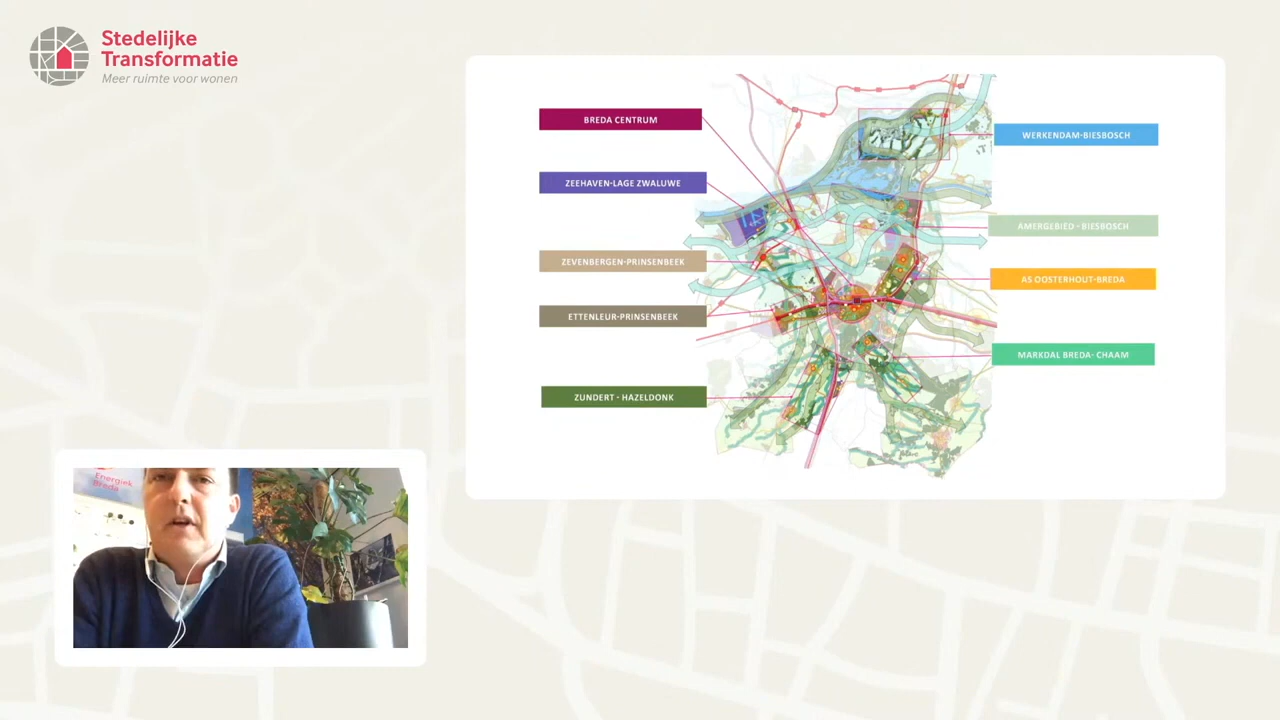 Stedelijke
Transformatie
Meer ruimte voor wonen
BREDA CENTRUM
WERKENDAM-BIESBOSCH
ZEEHAVEN-LAGE ZWALUWE
AMERGEBIED - BIESBOSCH
ZEVENBERGEN-PRINSENBEEK
AS OOSTERHOUT-BREDA
ETTENLEUR-PRINSENBEEK
MARKDAL BREDA- CHAAM
ZUNDERT - HAZELDONK
Energiek
Breda